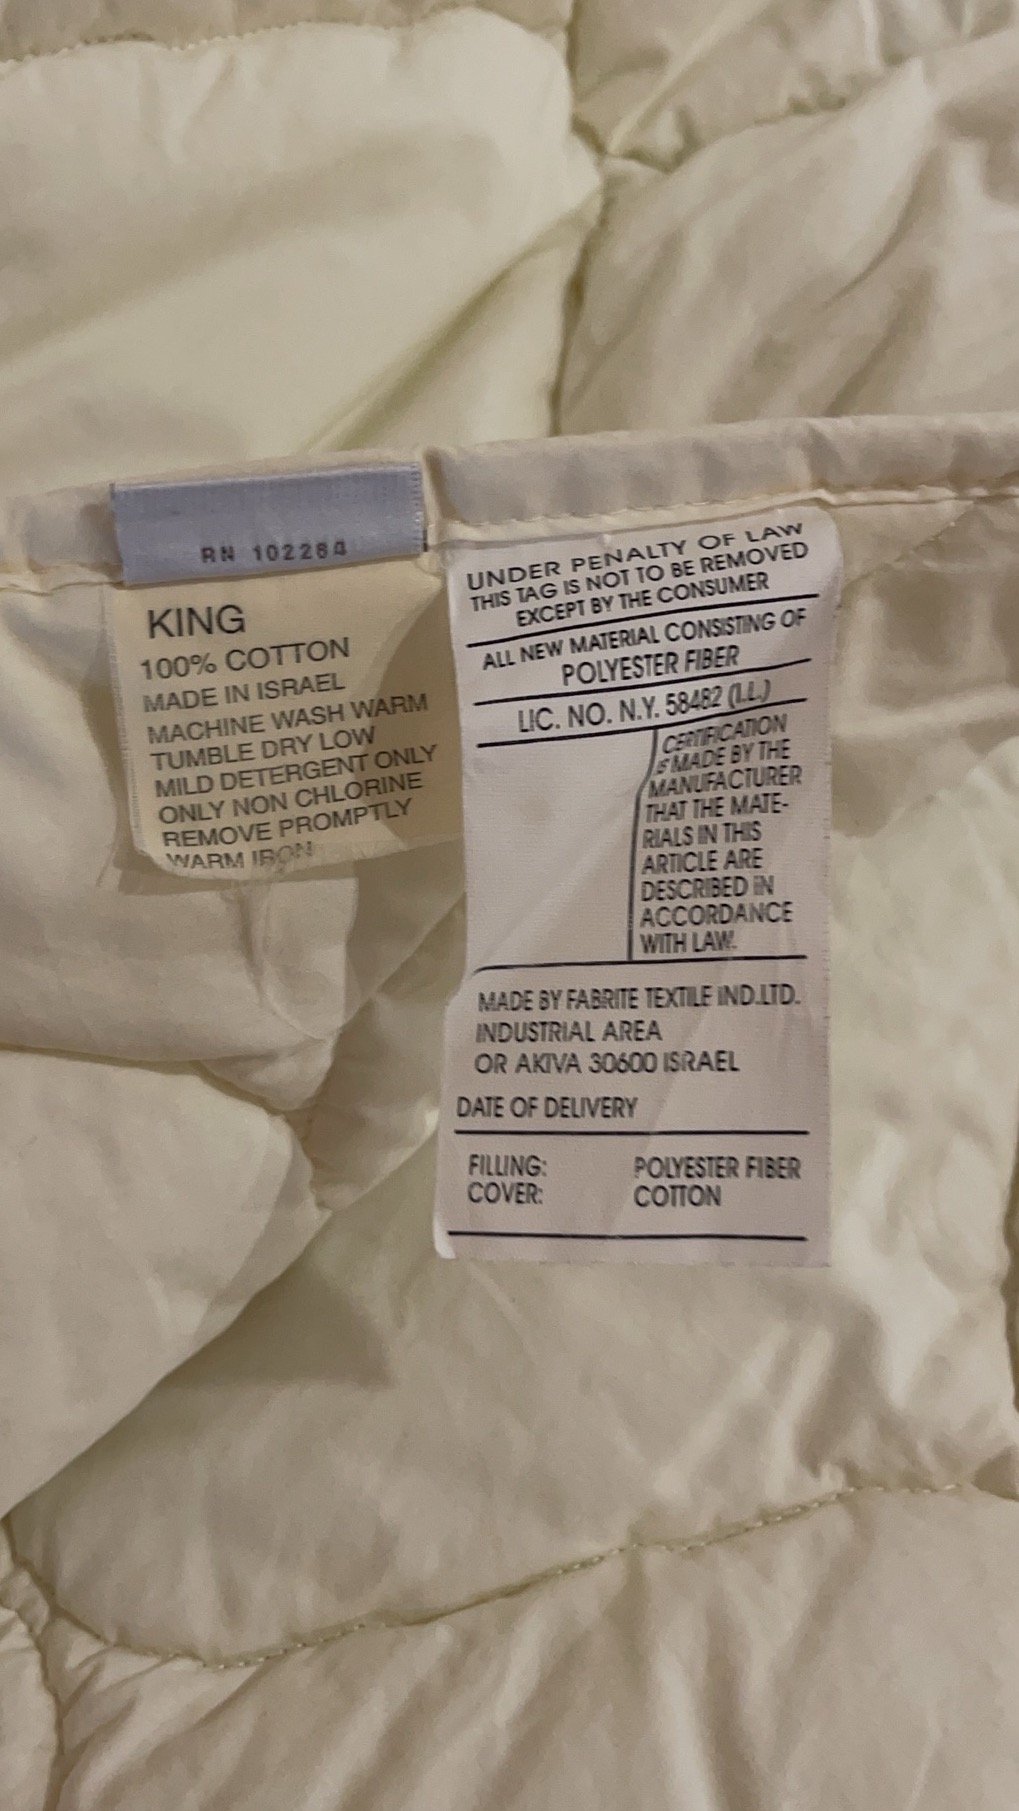 RN 102284
KING
100% COTTON
MADE IN ISRAEL
MACHINE WASH WARM
TUMBLE DRY LOW
MILD DETERGENT ONLY
ONLY NON CHLORINE
REMOVE PROMPTLY
WARM IRON
UNDER PENALTY OF LAW
THIS TAG IS NOT TO BE REMOVED
EXCEPT BY THE CONSUMER
ALL NEW MATERIAL CONSISTING OF
POLYESTER FIBER
LIC. NO. N.Y. 58482 (I.L.)
CERTIFICATION
IS MADE BY THE
MANUFACTURER
THAT THE MATE-
RIALS IN THIS
ARTICLE ARE
DESCRIBED IN
ACCORDANCE
WITH LAW.
MADE BY FABRITE TEXTILE IND.LTD.
INDUSTRIAL AREA
OR AKIVA 30600 ISRAEL
DATE OF DELIVERY
FILLING: POLYESTER FIBER
COVER: COTTON